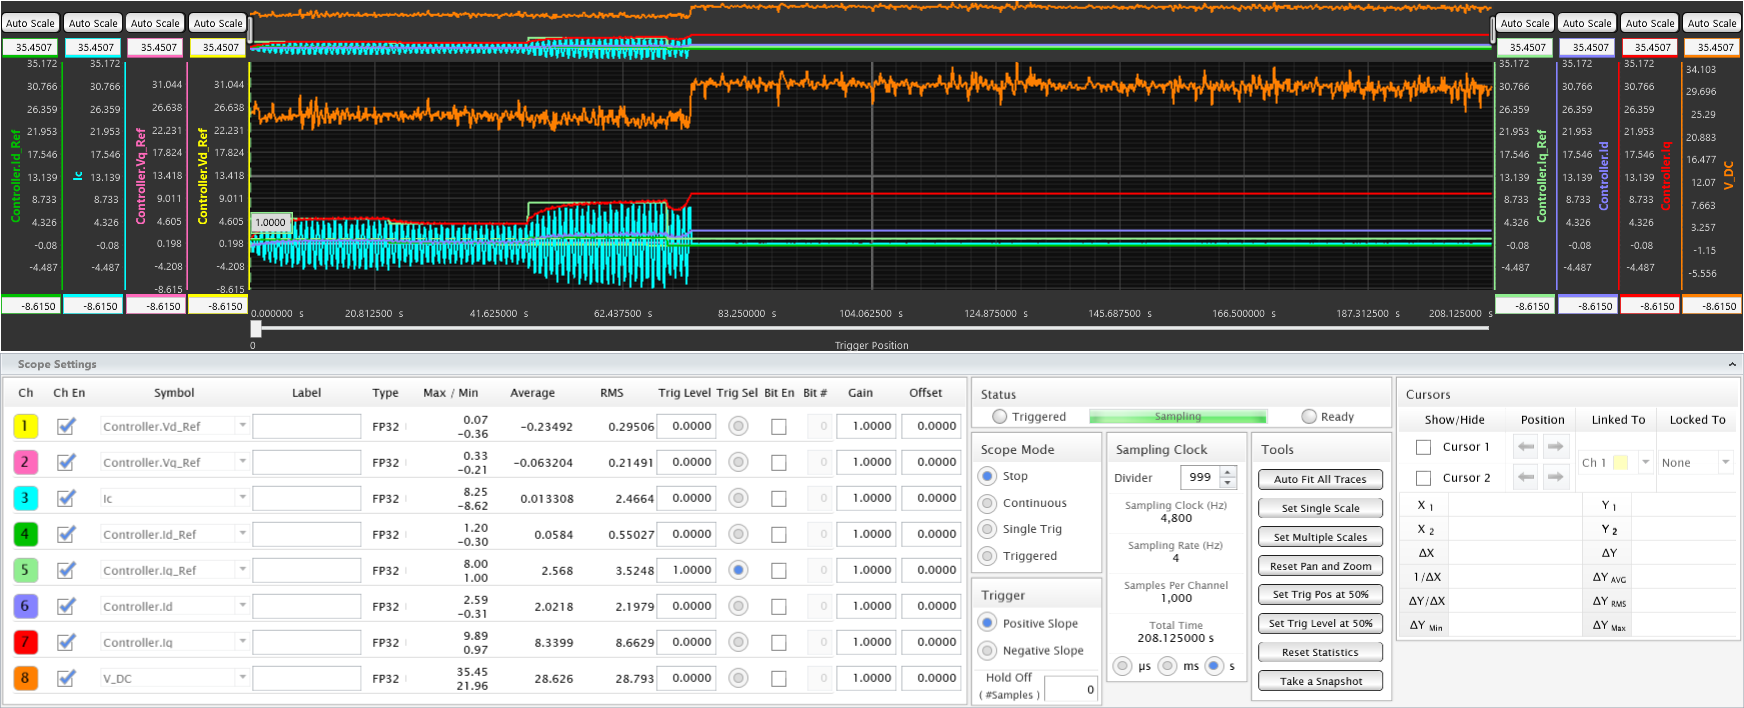 Auto Scale Auto Scale Auto Scale Auto Scale Auto Scale Auto Scale Auto Scale Auto Scale
35.4507 35.4507 35.4507 35.4507 35.4507 35.4507 35.4507 35.4507
35.172 35.172 35.172 35.172 35.172 34.103
30.766 30.766 31.044 31.044 30.766 30.766 30.766 29.696
26.359 26.359 26.638 26.638 26.359 26.359 26.359 25.29
21.953 21.953 22.231 22.231 21.953 21.953 21.953 20.883
17.546 17.546 17.824 17.824 17.546 17.546 17.546 16.477
13.139 13.139 13.418 13.418 13.139 13.139 13.139 12.07
8.733 8.733 9.011 9.011 8.733 8.733 8.733 7.663
4.326 4.326 4.605 4.605 4.326 4.326 4.326 3.257
-0.08 -0.08 0.198 0.198 -0.08 -0.08 -0.08 -1.15
-4.487 -4.487 -4.208 -4.208 -4.487 -4.487 -4.487 -5.556
-8.615 -8.615
Controller.Id_Ref
Ic
Controller.Vq_Ref
Controller.Vd_Ref
1.0000
Controller.Iq_Ref
Controller.Id
Controller.Iq
V_DC
-8.6150 -8.6150 -8.6150 -8.6150 -8.6150 -8.6150 -8.6150 -8.6150
0.000000 s 20.812500 s 41.625000 s 62.437500 s 83.250000 s 104.062500 s 124.875000 s 145.687500 s 166.500000 s 187.312500 s 208.125000 s
0 Trigger Position
Scope Settings
Ch Ch En Symbol Label Type Max / Min Average RMS Trig Level Trig Sel Bit En Bit # Gain Offset
1 Controller.Vd_Ref FP32 0.07 -0.36 -0.23492 0.29506 0.0000 0 1.0000 0.0000
2 Controller.Vq_Ref FP32 0.33 -0.21 -0.063204 0.21491 0.0000 0 1.0000 0.0000
3 Ic FP32 8.25 -8.62 0.013308 2.4664 0.0000 0 1.0000 0.0000
4 Controller.Id_Ref FP32 1.20 -0.30 0.0584 0.55027 0.0000 0 1.0000 0.0000
5 Controller.Iq_Ref FP32 8.00 1.00 2.568 3.5248 1.0000 0 1.0000 0.0000
6 Controller.Id FP32 2.59 -0.31 2.0218 2.1979 0.0000 0 1.0000 0.0000
7 Controller.Iq FP32 9.89 0.97 8.3399 8.6629 0.0000 0 1.0000 0.0000
8 V_DC FP32 35.45 21.96 28.626 28.793 0.0000 0 1.0000 0.0000
Status
Triggered Sampling Ready
Scope Mode
Stop
Continuous
Single Trig
Triggered
Trigger
Positive Slope
Negative Slope
Hold Off
( #Samples ) 0
Sampling Clock
Divider 999
Sampling Clock (Hz)
4,800
Sampling Rate (Hz)
4
Samples Per Channel
1,000
Total Time
208.125000 s
µs ms s
Tools
Auto Fit All Traces
Set Single Scale
Set Multiple Scales
Reset Pan and Zoom
Set Trig Pos at 50%
Set Trig Level at 50%
Reset Statistics
Take a Snapshot
Cursors
Show/Hide Position Linked To Locked To
Cursor 1
Ch 1 None
Cursor 2
X 1 Y 1
X 2 Y 2
ΔX ΔY
1/ΔX ΔY AVG
ΔY/ΔX ΔY RMS
ΔY Min ΔY Max